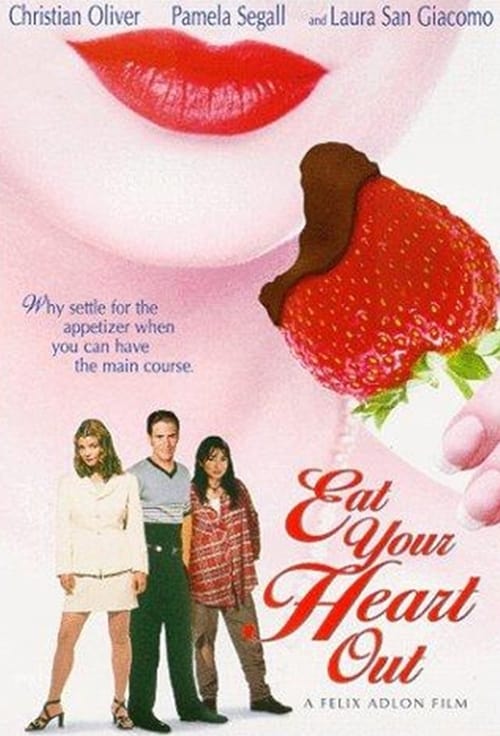 Christian Oliver Pamela Segall and Laura San Giacomo
Why settle for the
appetizer when
you can have
the main course.
Eat
Your
Heart
Out
A FELIX ADLON FILM